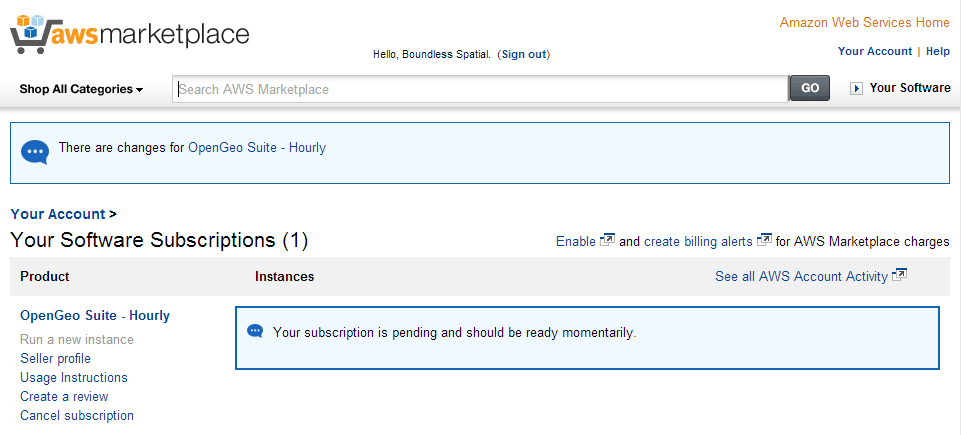 awsmarketplace
Amazon Web Services Home
Hello, Boundless Spatial. (Sign out)
Your Account | Help
Shop All Categories
Search AWS Marketplace
GO
Your Software
There are changes for OpenGeo Suite - Hourly
Your Account >
Your Software Subscriptions (1)
Enable and create billing alerts for AWS Marketplace charges
Product
Instances
See all AWS Account Activity
OpenGeo Suite - Hourly
Run a new instance
Seller profile
Usage Instructions
Create a review
Cancel subscription
Your subscription is pending and should be ready momentarily.